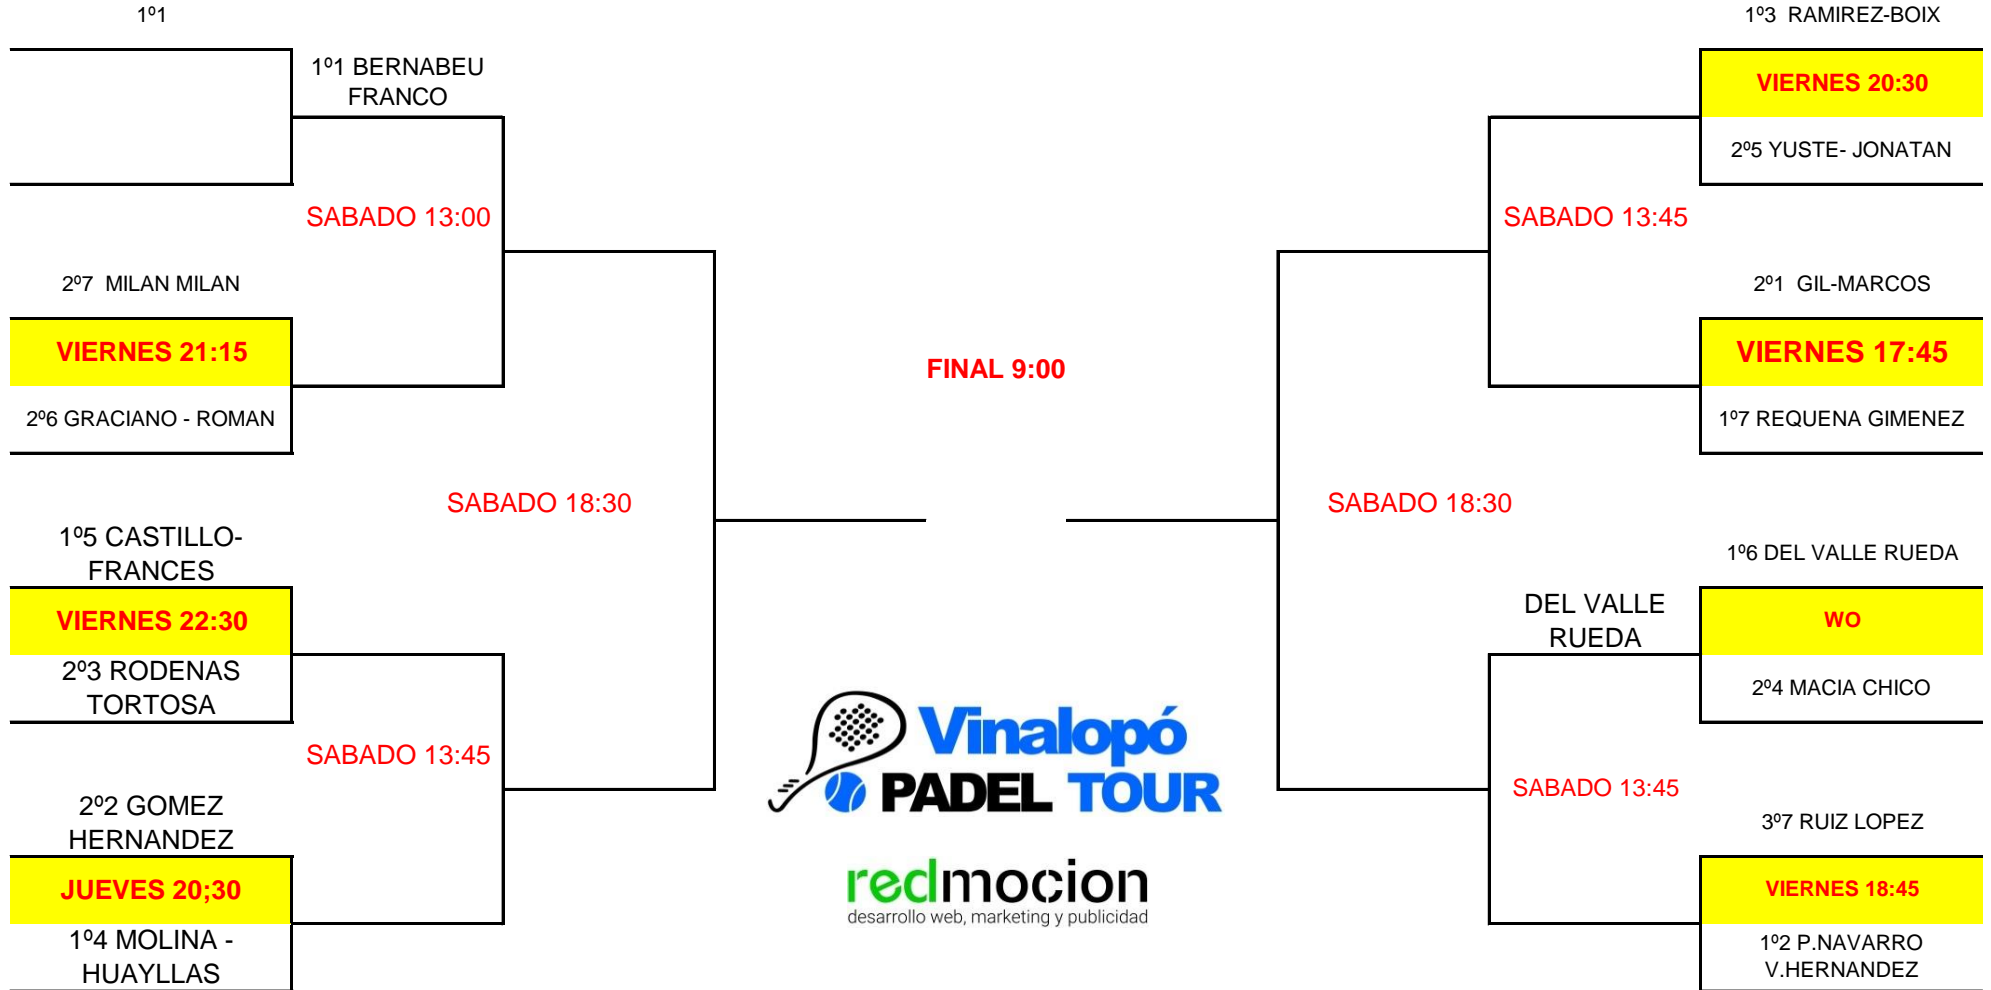 1º1
1º1 BERNABEU
FRANCO
SABADO 13:00
2º7  MILAN MILAN
VIERNES 21:15
2º6 GRACIANO - ROMAN
SABADO 18:30
1º5 CASTILLO-
FRANCES
VIERNES 22:30
2º3 RODENAS
TORTOSA
SABADO 13:45
2º2 GOMEZ
HERNANDEZ
JUEVES 20;30
1º4 MOLINA -
HUAYLLAS
FINAL 9:00
Vinalopó
PADEL TOUR
redmocion
desarrollo web, marketing y publicidad
1º3  RAMIREZ-BOIX
VIERNES 20:30
2º5 YUSTE- JONATAN
SABADO 13:45
2º1  GIL-MARCOS
VIERNES 17:45
1º7 REQUENA GIMENEZ
SABADO 18:30
1º6 DEL VALLE RUEDA
DEL VALLE
RUEDA
WO
2º4 MACIA CHICO
SABADO 13:45
3º7 RUIZ LOPEZ
VIERNES 18:45
1º2 P.NAVARRO
V.HERNANDEZ